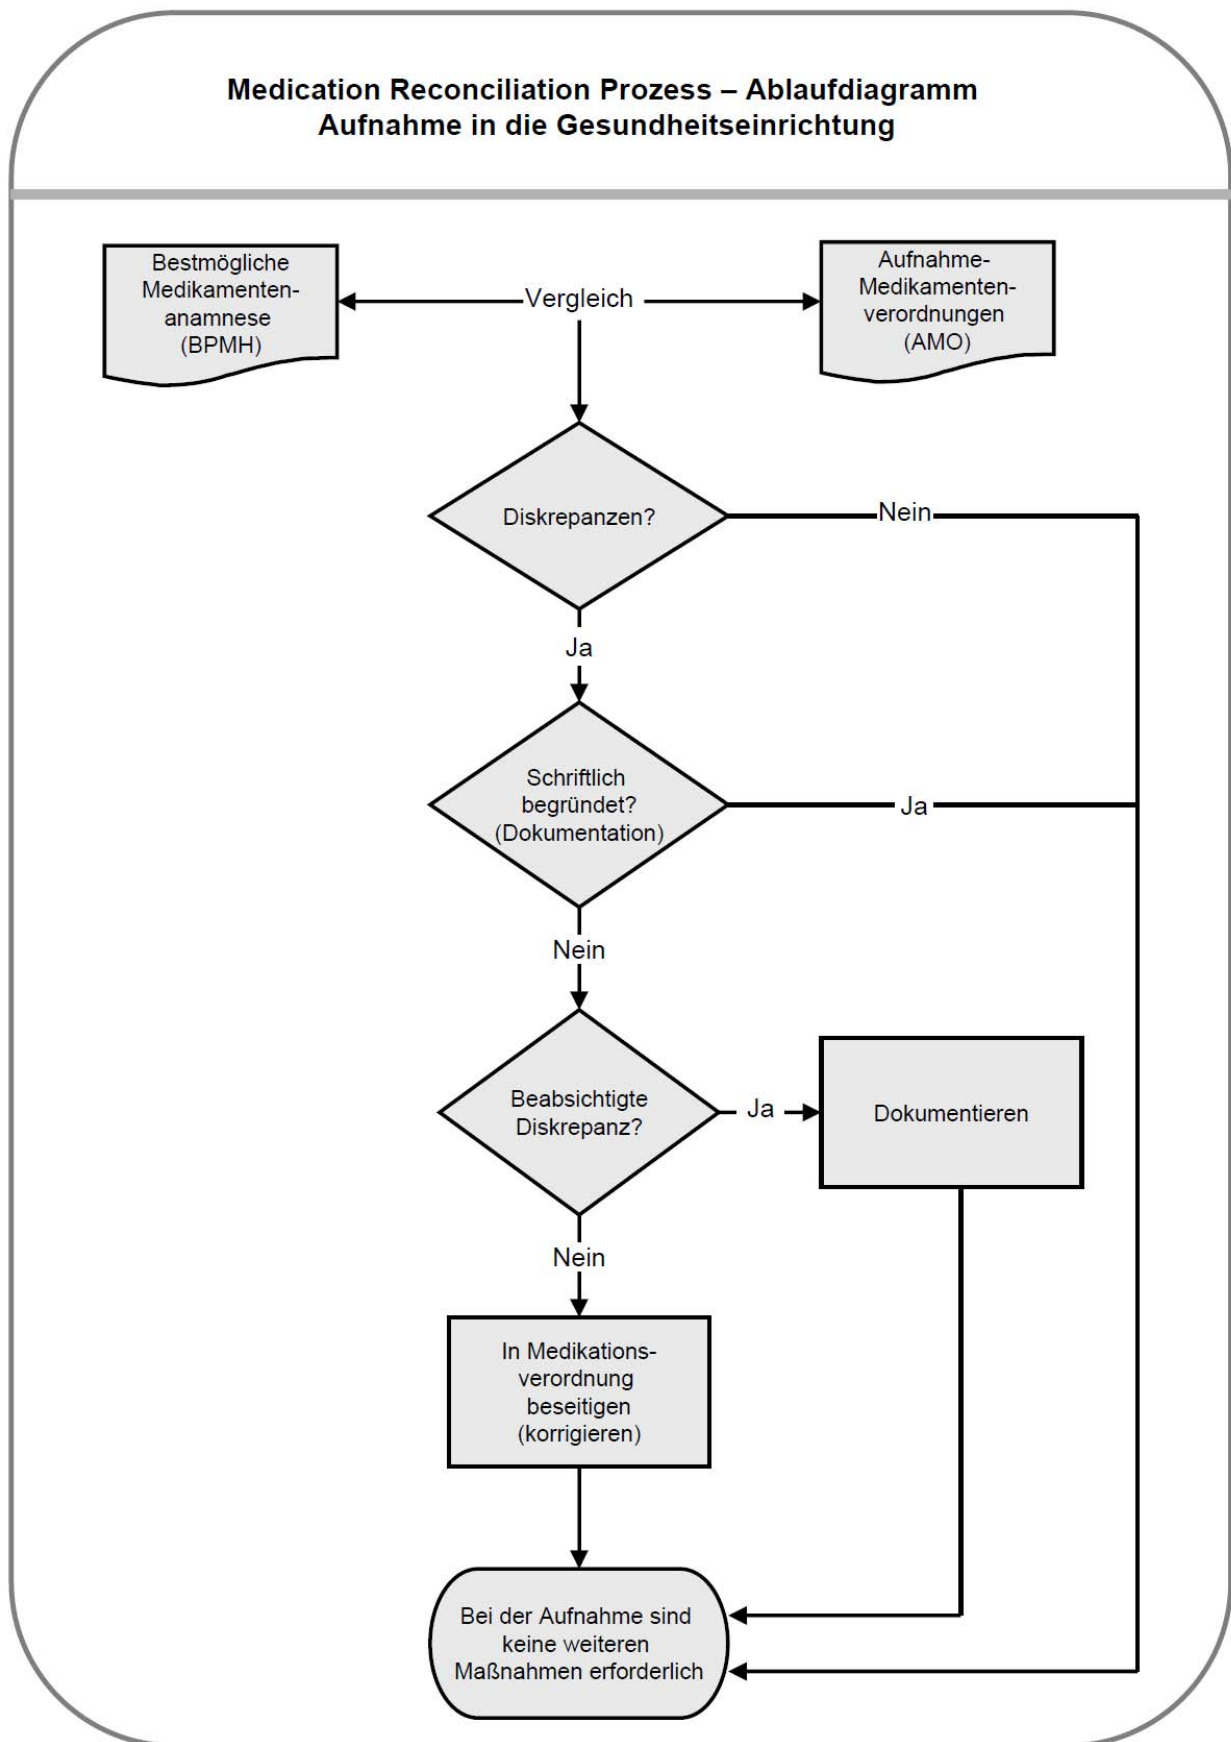 Medication Reconciliation Prozess – Ablaufdiagramm
Aufnahme in die Gesundheitseinrichtung
Bestmögliche
Medikamenten-
anamnese
(BPMH)
Vergleich
Aufnahme-
Medikamenten-
verordnungen
(AMO)
Diskrepanzen?
Nein
Ja
Schriftlich
begründet?
(Dokumentation)
Ja
Nein
Beabsichtigte
Diskrepanz?
Ja
Dokumentieren
Nein
In Medikations-
verordnung
beseitigen
(korrigieren)
Bei der Aufnahme sind
keine weiteren
Maßnahmen erforderlich